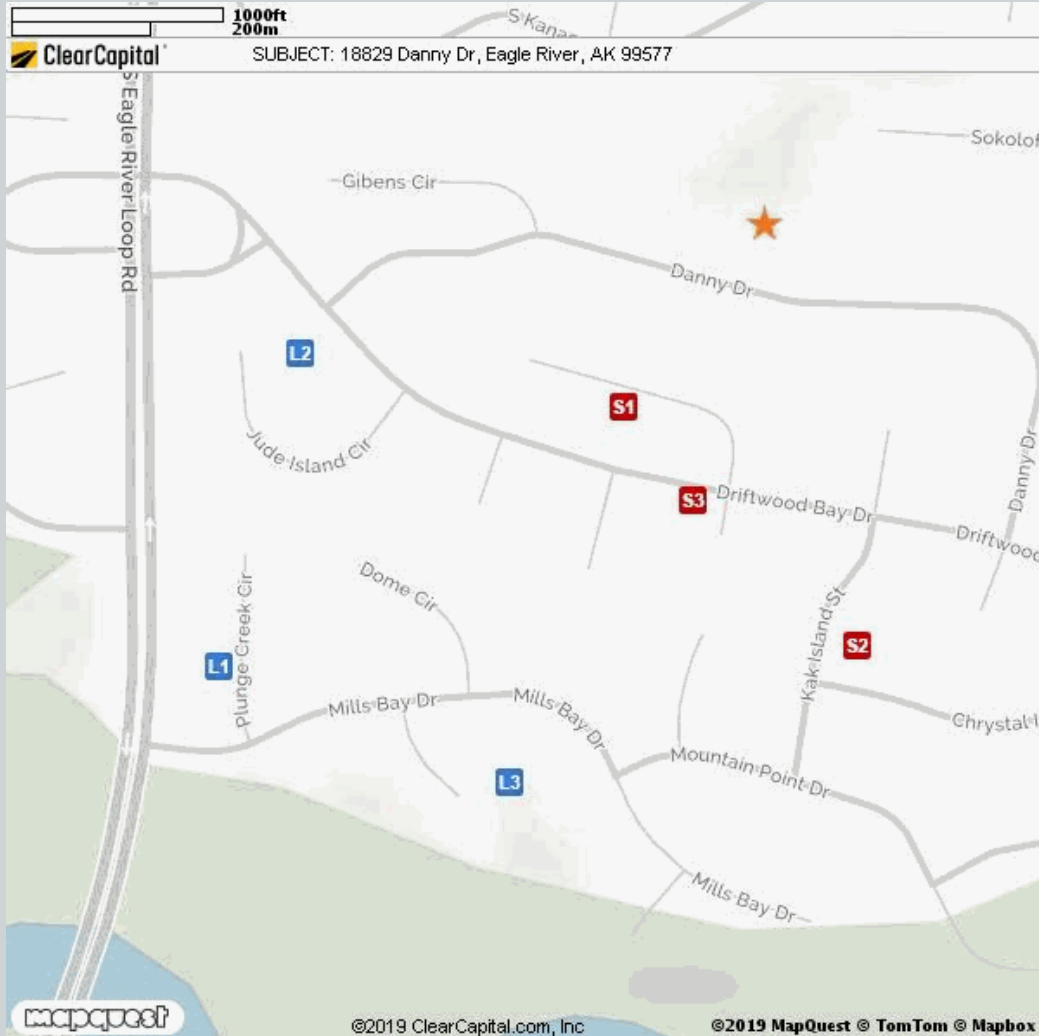 1000ft
200m
S Kanas
ClearCapital
SUBJECT: 18829 Danny Dr, Eagle River, AK 99577
S Eagle River Loop Rd
Sokolof
Gibens Cir
Danny Dr
L2
S1
Jude Island Cir
Danny Dr
S3
Driftwood Bay Dr
Driftwood
Dome Cir
Plunge Creek Cir
Kak Island St
S2
L1
Mills Bay Dr
Mills Bay Dr
Chrystal I
Mountain Point Dr
L3
Mills Bay Dr
mapquest
©2019 ClearCapital.com, Inc
©2019 MapQuest © TomTom © Mapbox